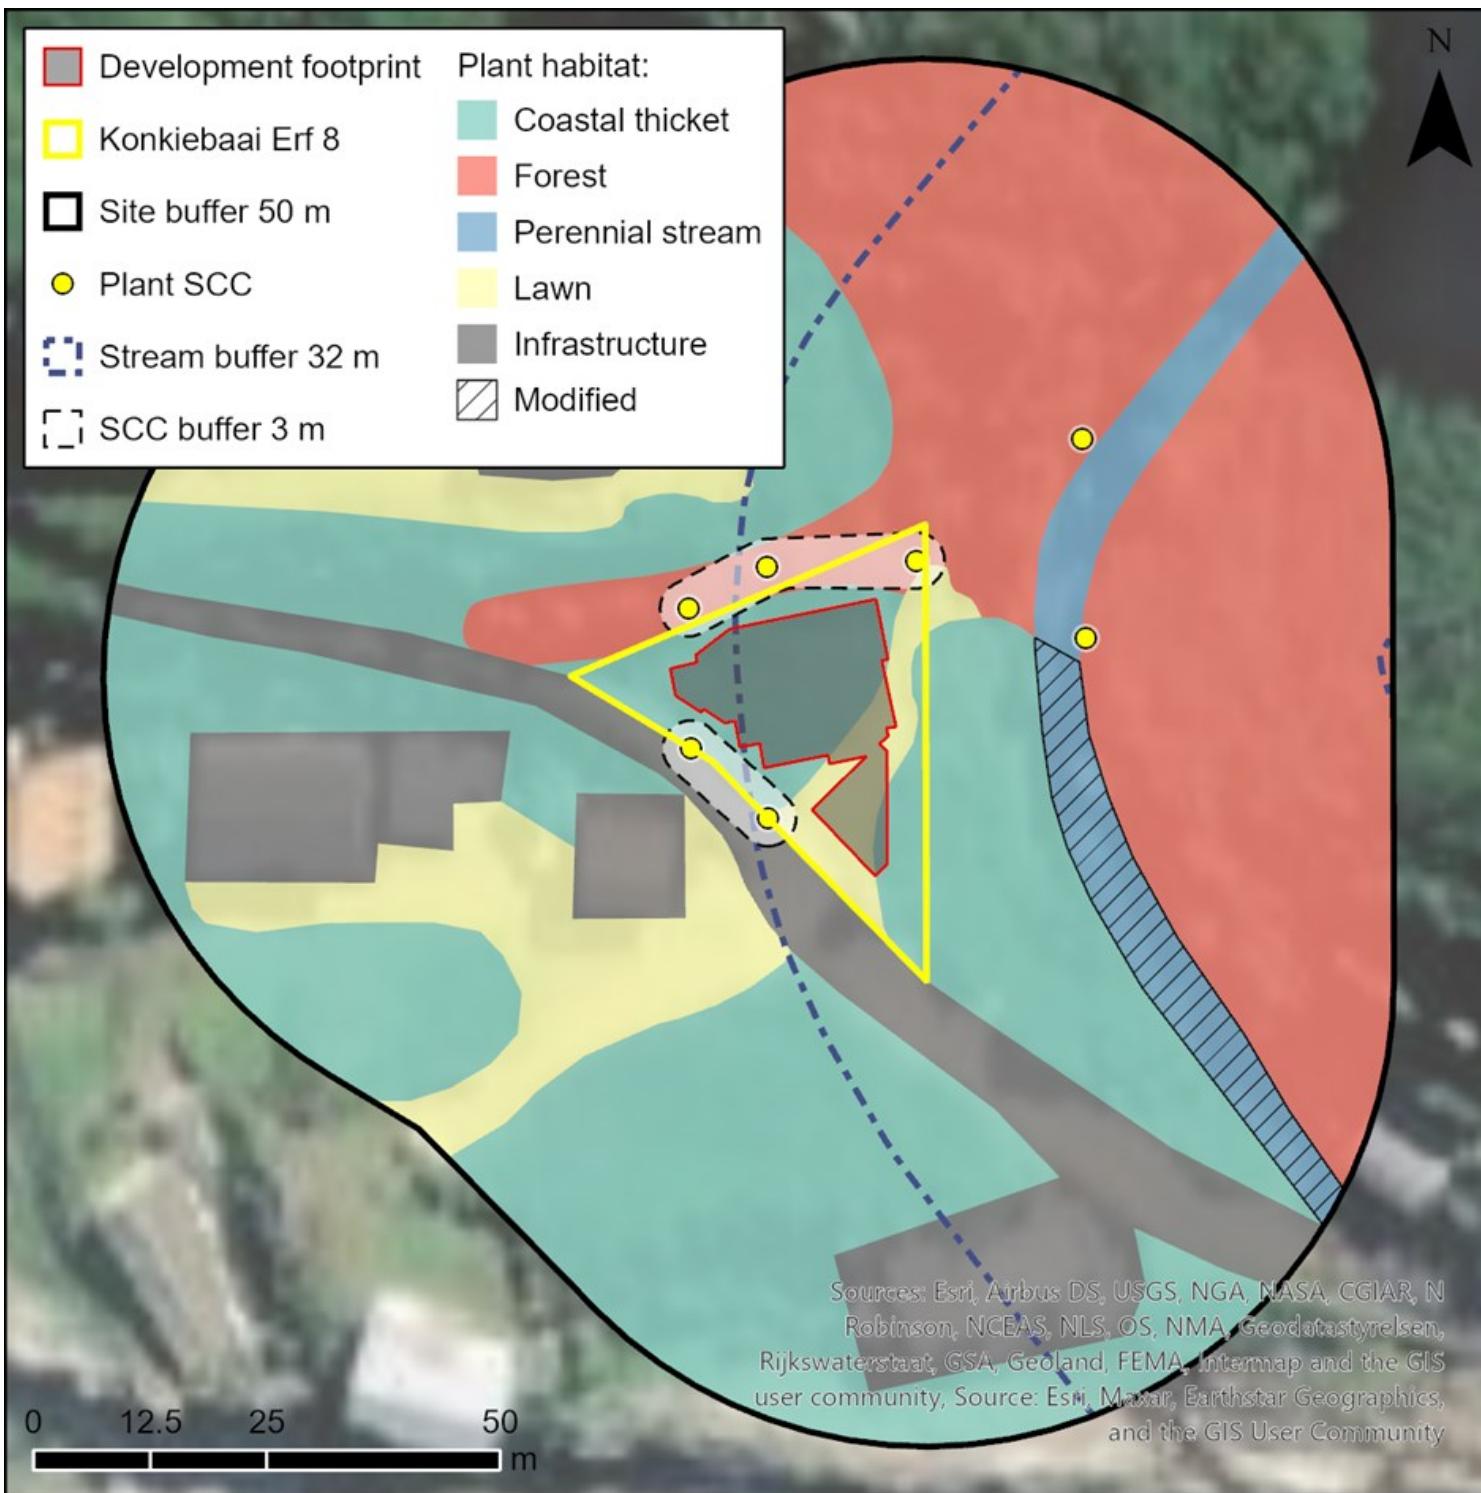 Development footprint
Konkiebaai Erf 8
Site buffer 50 m
Plant SCC
Stream buffer 32 m
SCC buffer 3 m
Plant habitat:
Coastal thicket
Forest
Perennial stream
Lawn
Infrastructure
Modified
N
Sources: Esri, Airbus DS, USGS, NGA, NASA, CGIAR, N
Robinson, NCEAS, NLS, OS, NMA, Geodatastyrelsen,
Rijkswaterstaat, GSA, Geoland, FEMA, Intermap and the GIS
user community, Source: Esri, Maxar, Earthstar Geographics,
and the GIS User Community
0 12.5 25 50
m